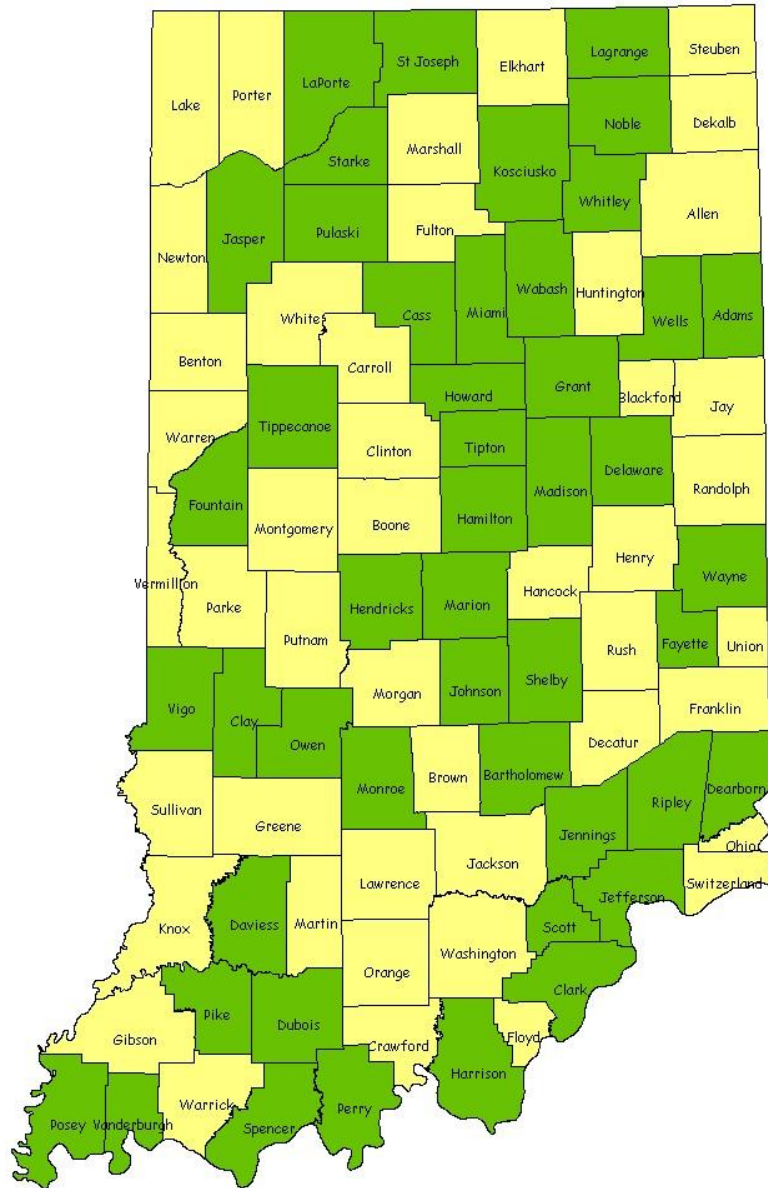 Lake
Porter
LaPorte
St Joseph
Elkhart
Lagrange
Steuben
Noble
Dekalb
Marshall
Starke
Kosciusko
Whitley
Allen
Newton
Jasper
Pulaski
Fulton
Huntington
Wabash
Miami
Cass
White
Wells
Adams
Benton
Carroll
Howard
Grant
Blackford
Jay
Warren
Tippecanoe
Clinton
Tipton
Madison
Delaware
Randolph
Fountain
Montgomery
Boone
Hamilton
Henry
Wayne
Vermillion
Parke
Putnam
Hendricks
Marion
Hancock
Rush
Fayette
Union
Vigo
Clay
Owen
Morgan
Johnson
Shelby
Decatur
Franklin
Sullivan
Greene
Monroe
Brown
Bartholomew
Jennings
Ripley
Dearborn
Ohio
Switzerland
Knox
Daviess
Martin
Lawrence
Jackson
Jefferson
Scott
Washington
Orange
Clark
Gibson
Pike
Dubois
Crawford
Floyd
Harrison
Posey
Vanderburgh
Warrick
Spencer
Perry